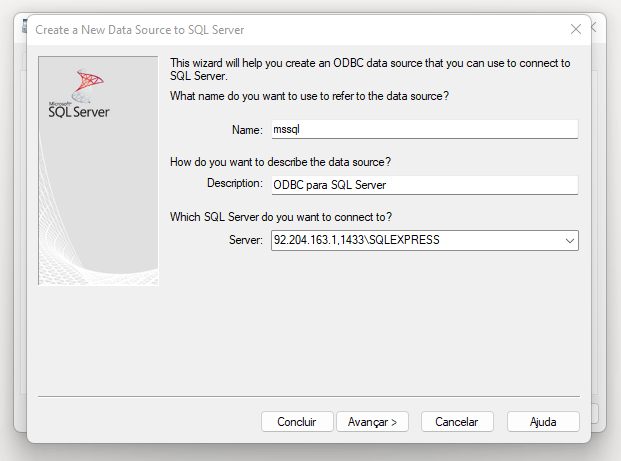 Create a New Data Source to SQL Server
This wizard will help you create an ODBC data source that you can use to connect to
SQL Server.
What name do you want to use to refer to the data source?
Microsoft
SQL Server
Name: mssql
How do you want to describe the data source?
Description: ODBC para SQL Server
Which SQL Server do you want to connect to?
Server: 92.204.163.1,1433\SQLEXPRESS
Concluir Avançar > Cancelar Ajuda